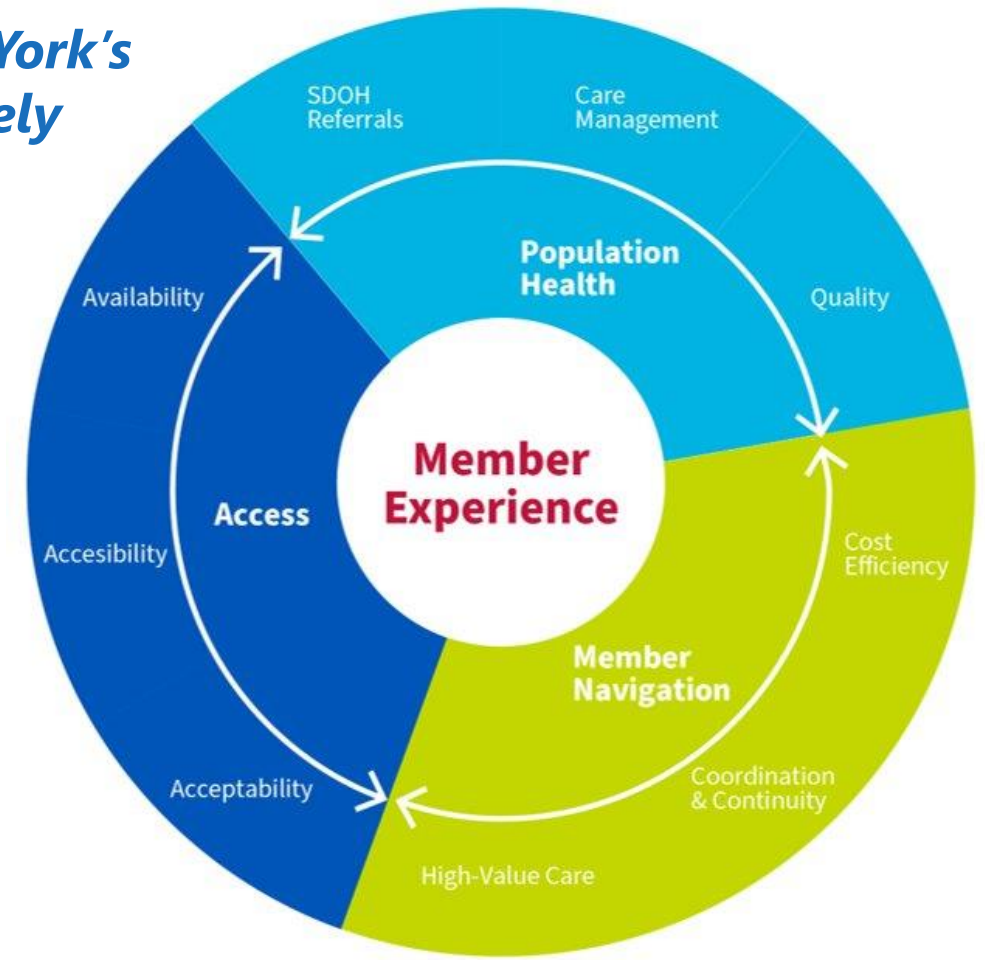 York's
ely
SDOH
Referrals
Care
Management
Population
Health
Quality
Availability
Member
Experience
Access
Accesibility
Cost
Efficiency
Member
Navigation
Coordination
& Continuity
Acceptability
High-Value Care